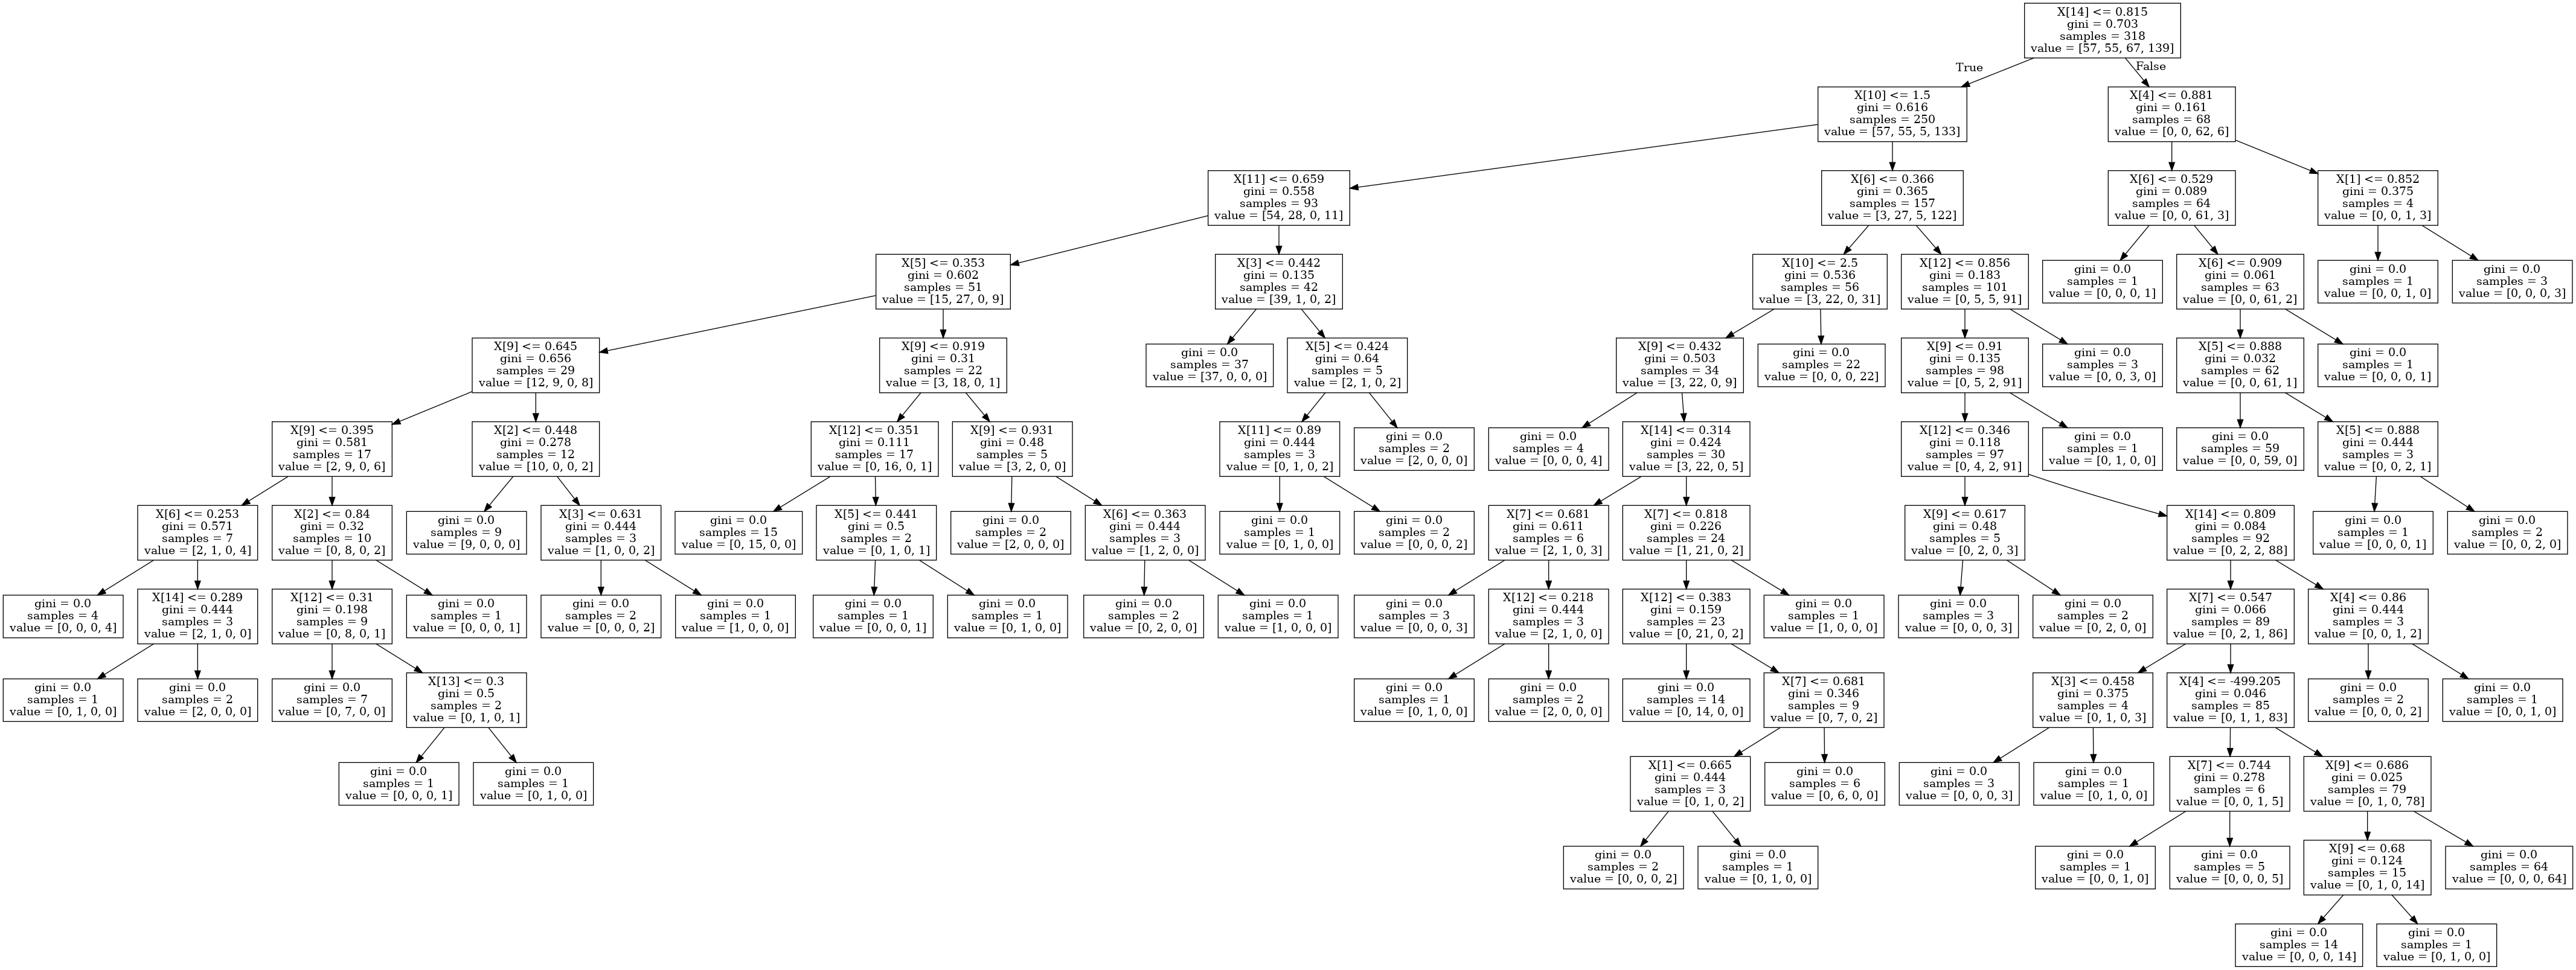 X[14] <= 0.815
gini = 0.703
samples = 318
value = [57, 55, 67, 139]
True
False
X[10] <= 1.5
gini = 0.616
samples = 250
value = [57, 55, 5, 133]
X[4] <= 0.881
gini = 0.161
samples = 68
value = [0, 0, 62, 6]
X[11] <= 0.659
gini = 0.558
samples = 93
value = [54, 28, 0, 11]
X[6] <= 0.366
gini = 0.365
samples = 157
value = [3, 27, 5, 122]
X[6] <= 0.529
gini = 0.089
samples = 64
value = [0, 0, 61, 3]
X[1] <= 0.852
gini = 0.375
samples = 4
value = [0, 0, 1, 3]
X[5] <= 0.353
gini = 0.602
samples = 51
value = [15, 27, 0, 9]
X[3] <= 0.442
gini = 0.135
samples = 42
value = [39, 1, 0, 2]
X[10] <= 2.5
gini = 0.536
samples = 56
value = [3, 22, 0, 31]
X[12] <= 0.856
gini = 0.183
samples = 101
value = [0, 5, 5, 91]
gini = 0.0
samples = 1
value = [0, 0, 0, 1]
X[6] <= 0.909
gini = 0.061
samples = 63
value = [0, 0, 61, 2]
gini = 0.0
samples = 1
value = [0, 0, 1, 0]
gini = 0.0
samples = 3
value = [0, 0, 0, 3]
X[9] <= 0.645
gini = 0.656
samples = 29
value = [12, 9, 0, 8]
X[9] <= 0.919
gini = 0.31
samples = 22
value = [3, 18, 0, 1]
gini = 0.0
samples = 37
value = [37, 0, 0, 0]
X[5] <= 0.424
gini = 0.64
samples = 5
value = [2, 1, 0, 2]
X[9] <= 0.432
gini = 0.503
samples = 34
value = [3, 22, 0, 9]
gini = 0.0
samples = 22
value = [0, 0, 0, 22]
X[9] <= 0.91
gini = 0.135
samples = 98
value = [0, 5, 2, 91]
gini = 0.0
samples = 3
value = [0, 0, 3, 0]
X[5] <= 0.888
gini = 0.032
samples = 62
value = [0, 0, 61, 1]
gini = 0.0
samples = 1
value = [0, 0, 0, 1]
X[9] <= 0.395
gini = 0.581
samples = 17
value = [2, 9, 0, 6]
X[2] <= 0.448
gini = 0.278
samples = 12
value = [10, 0, 0, 2]
X[12] <= 0.351
gini = 0.111
samples = 17
value = [0, 16, 0, 1]
X[9] <= 0.931
gini = 0.48
samples = 5
value = [3, 2, 0, 0]
X[11] <= 0.89
gini = 0.444
samples = 3
value = [0, 1, 0, 2]
gini = 0.0
samples = 2
value = [2, 0, 0, 0]
gini = 0.0
samples = 4
value = [0, 0, 0, 4]
X[14] <= 0.314
gini = 0.424
samples = 30
value = [3, 22, 0, 5]
X[12] <= 0.346
gini = 0.118
samples = 97
value = [0, 4, 2, 91]
gini = 0.0
samples = 1
value = [0, 1, 0, 0]
gini = 0.0
samples = 59
value = [0, 0, 59, 0]
X[5] <= 0.888
gini = 0.444
samples = 3
value = [0, 0, 2, 1]
X[6] <= 0.253
gini = 0.571
samples = 7
value = [2, 1, 0, 4]
X[2] <= 0.84
gini = 0.32
samples = 10
value = [0, 8, 0, 2]
gini = 0.0
samples = 9
value = [9, 0, 0, 0]
X[3] <= 0.631
gini = 0.444
samples = 3
value = [1, 0, 0, 2]
gini = 0.0
samples = 15
value = [0, 15, 0, 0]
X[5] <= 0.441
gini = 0.5
samples = 2
value = [0, 1, 0, 1]
gini = 0.0
samples = 2
value = [2, 0, 0, 0]
X[6] <= 0.363
gini = 0.444
samples = 3
value = [1, 2, 0, 0]
gini = 0.0
samples = 1
value = [0, 1, 0, 0]
gini = 0.0
samples = 2
value = [0, 0, 0, 2]
X[7] <= 0.681
gini = 0.611
samples = 6
value = [2, 1, 0, 3]
X[7] <= 0.818
gini = 0.226
samples = 24
value = [1, 21, 0, 2]
X[9] <= 0.617
gini = 0.48
samples = 5
value = [0, 2, 0, 3]
X[14] <= 0.809
gini = 0.084
samples = 92
value = [0, 2, 2, 88]
gini = 0.0
samples = 1
value = [0, 0, 0, 1]
gini = 0.0
samples = 2
value = [0, 0, 2, 0]
gini = 0.0
samples = 4
value = [0, 0, 0, 4]
X[14] <= 0.289
gini = 0.444
samples = 3
value = [2, 1, 0, 0]
X[12] <= 0.31
gini = 0.198
samples = 9
value = [0, 8, 0, 1]
gini = 0.0
samples = 1
value = [0, 0, 0, 1]
gini = 0.0
samples = 2
value = [0, 0, 0, 2]
gini = 0.0
samples = 1
value = [1, 0, 0, 0]
gini = 0.0
samples = 1
value = [0, 0, 0, 1]
gini = 0.0
samples = 1
value = [0, 1, 0, 0]
gini = 0.0
samples = 2
value = [0, 2, 0, 0]
gini = 0.0
samples = 1
value = [1, 0, 0, 0]
gini = 0.0
samples = 3
value = [0, 0, 0, 3]
X[12] <= 0.218
gini = 0.444
samples = 3
value = [2, 1, 0, 0]
X[12] <= 0.383
gini = 0.159
samples = 23
value = [0, 21, 0, 2]
gini = 0.0
samples = 1
value = [1, 0, 0, 0]
gini = 0.0
samples = 3
value = [0, 0, 0, 3]
gini = 0.0
samples = 2
value = [0, 2, 0, 0]
X[7] <= 0.547
gini = 0.066
samples = 89
value = [0, 2, 1, 86]
X[4] <= 0.86
gini = 0.444
samples = 3
value = [0, 0, 1, 2]
gini = 0.0
samples = 1
value = [0, 1, 0, 0]
gini = 0.0
samples = 2
value = [2, 0, 0, 0]
gini = 0.0
samples = 7
value = [0, 7, 0, 0]
X[13] <= 0.3
gini = 0.5
samples = 2
value = [0, 1, 0, 1]
gini = 0.0
samples = 1
value = [0, 1, 0, 0]
gini = 0.0
samples = 2
value = [2, 0, 0, 0]
gini = 0.0
samples = 14
value = [0, 14, 0, 0]
X[7] <= 0.681
gini = 0.346
samples = 9
value = [0, 7, 0, 2]
X[3] <= 0.458
gini = 0.375
samples = 4
value = [0, 1, 0, 3]
X[4] <= -499.205
gini = 0.046
samples = 85
value = [0, 1, 1, 83]
gini = 0.0
samples = 2
value = [0, 0, 0, 2]
gini = 0.0
samples = 1
value = [0, 0, 1, 0]
gini = 0.0
samples = 1
value = [0, 0, 0, 1]
gini = 0.0
samples = 1
value = [0, 1, 0, 0]
X[1] <= 0.665
gini = 0.444
samples = 3
value = [0, 1, 0, 2]
gini = 0.0
samples = 6
value = [0, 6, 0, 0]
gini = 0.0
samples = 3
value = [0, 0, 0, 3]
gini = 0.0
samples = 1
value = [0, 1, 0, 0]
X[7] <= 0.744
gini = 0.278
samples = 6
value = [0, 0, 1, 5]
X[9] <= 0.686
gini = 0.025
samples = 79
value = [0, 1, 0, 78]
gini = 0.0
samples = 2
value = [0, 0, 0, 2]
gini = 0.0
samples = 1
value = [0, 1, 0, 0]
gini = 0.0
samples = 1
value = [0, 0, 1, 0]
gini = 0.0
samples = 5
value = [0, 0, 0, 5]
X[9] <= 0.68
gini = 0.124
samples = 15
value = [0, 1, 0, 14]
gini = 0.0
samples = 64
value = [0, 0, 0, 64]
gini = 0.0
samples = 14
value = [0, 0, 0, 14]
gini = 0.0
samples = 1
value = [0, 1, 0, 0]